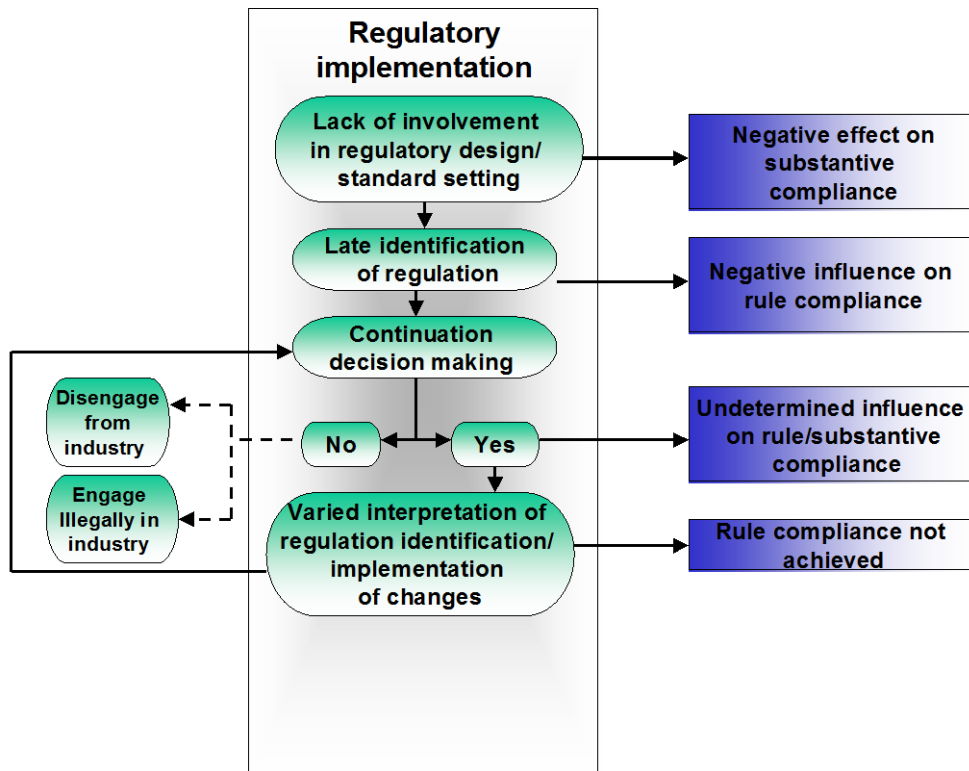 Regulatory
implementation
Lack of involvement
in regulatory design/
standard setting
Negative effect on
substantive
compliance
Late identification
of regulation
Negative influence on
rule compliance
Continuation
decision making
Disengage
from
industry
No
Yes
Undetermined influence
on rule/substantive
compliance
Engage
Illegally in
industry
Varied interpretation of
regulation identification/
implementation
of changes
Rule compliance not
achieved